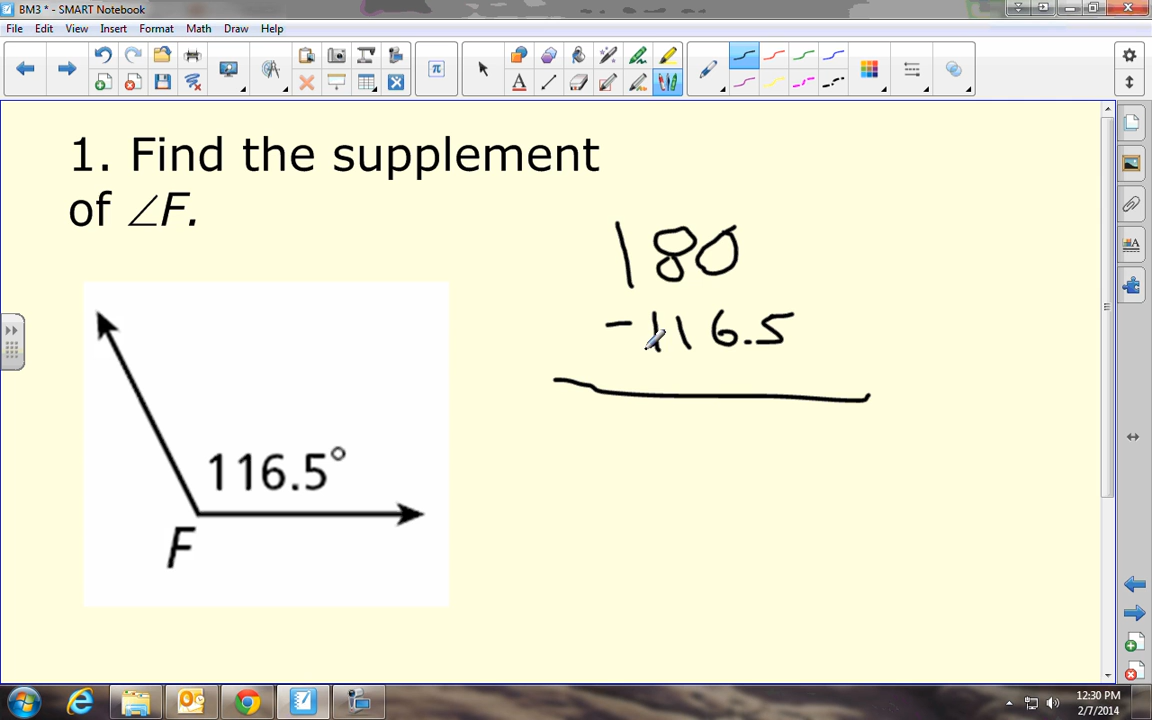 BM3 * - SMART Notebook
File Edit View Insert Format Math Draw Help
π
A
1. Find the supplement
of ∠F.
180
-116.5
116.5°
F
12:30 PM
2/7/2014